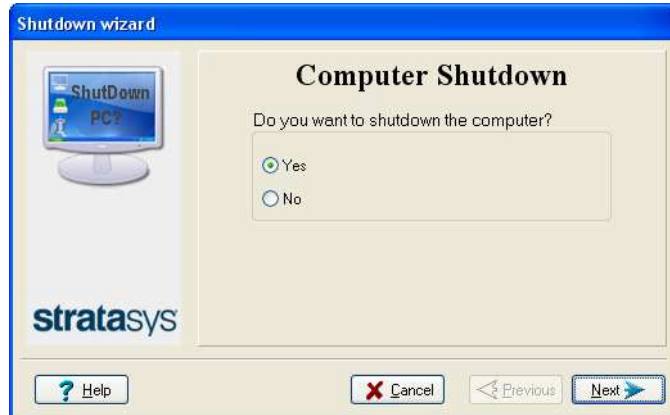 Shutdown wizard
ShutDown
PC?
Computer Shutdown
Do you want to shutdown the computer?
Yes
No
stratasys
? Help
Cancel
Previous
Next